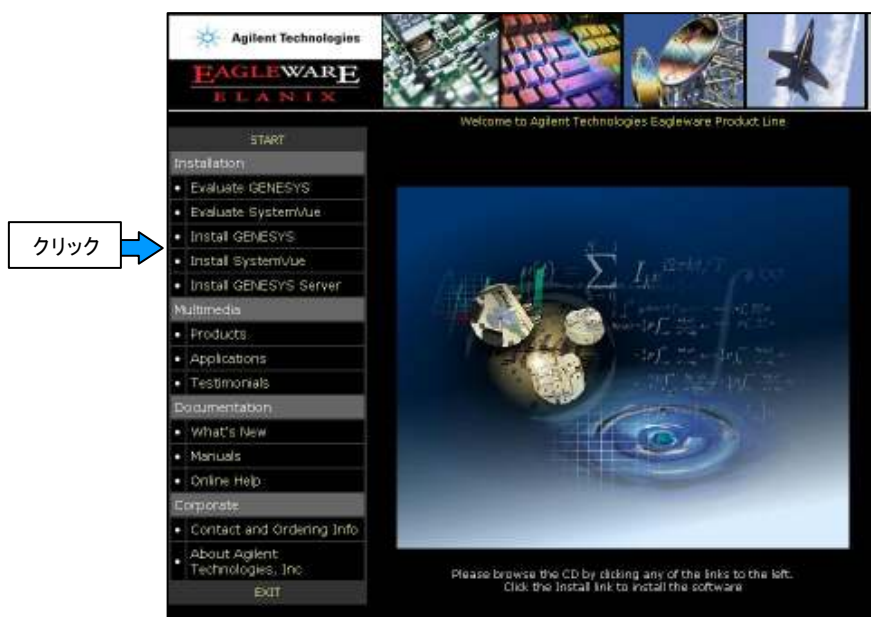 Agilent Technologies
EAGLEWARE
ELANIX
Welcome to Agilent Technologies Eagleware Product Line
START
Installation
• Evaluate GENESYS
• Evaluate SystemVue
• Install GENESYS
クリック
• Install SystemVue
• Install GENESYS Server
Multimedia
• Products
• Applications
• Testimonials
Documentation
• What's New
• Manuals
• Online Help
Corporate
• Contact and Ordering Info
• About Agilent
Technologies, Inc
EXIT
Please browse the CD by clicking any of the links to the left.
Click the Install link to install the software